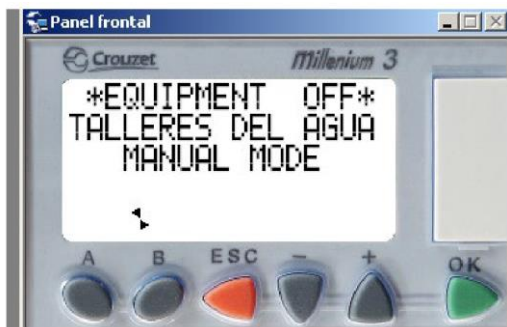 Panel frontal
Crouzet millenium 3
*EQUIPMENT OFF*
TALLERES DEL AGUA
MANUAL MODE
A B ESC − + OK